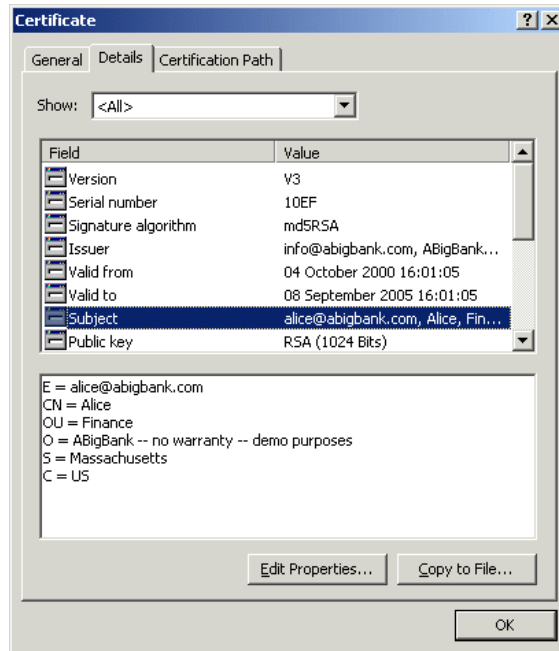 Certificate
General Details Certification Path
Show: <All>
Field Value
Version V3
Serial number 10EF
Signature algorithm md5RSA
Issuer info@abigbank.com, ABigBank...
Valid from 04 October 2000 16:01:05
Valid to 08 September 2005 16:01:05
Subject alice@abigbank.com, Alice, Fin...
Public key RSA (1024 Bits)
E = alice@abigbank.com
CN = Alice
OU = Finance
O = ABigBank -- no warranty -- demo purposes
S = Massachusetts
C = US
Edit Properties... Copy to File...
OK